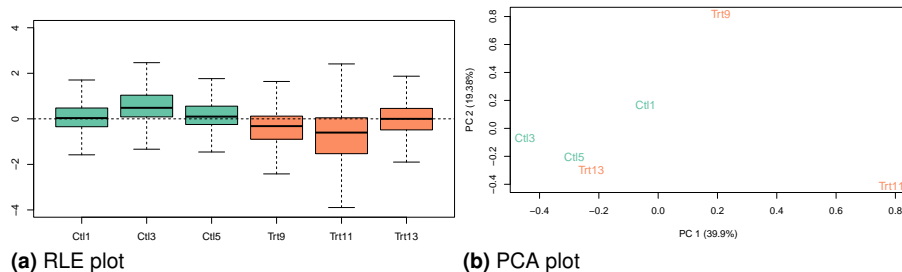 4
2
0
−2
−4
Ctl1 Ctl3 Ctl5 Trt9 Trt11 Trt13
(a) RLE plot
PC 2 (19.38%)
0.8
0.6
0.4
0.2
0.0
−0.2
−0.4
Trt9
Ctl1
Ctl3
Ctl5
Trt13
Trt11
−0.4 −0.2 0.0 0.2 0.4 0.6 0.8
PC 1 (39.9%)
(b) PCA plot